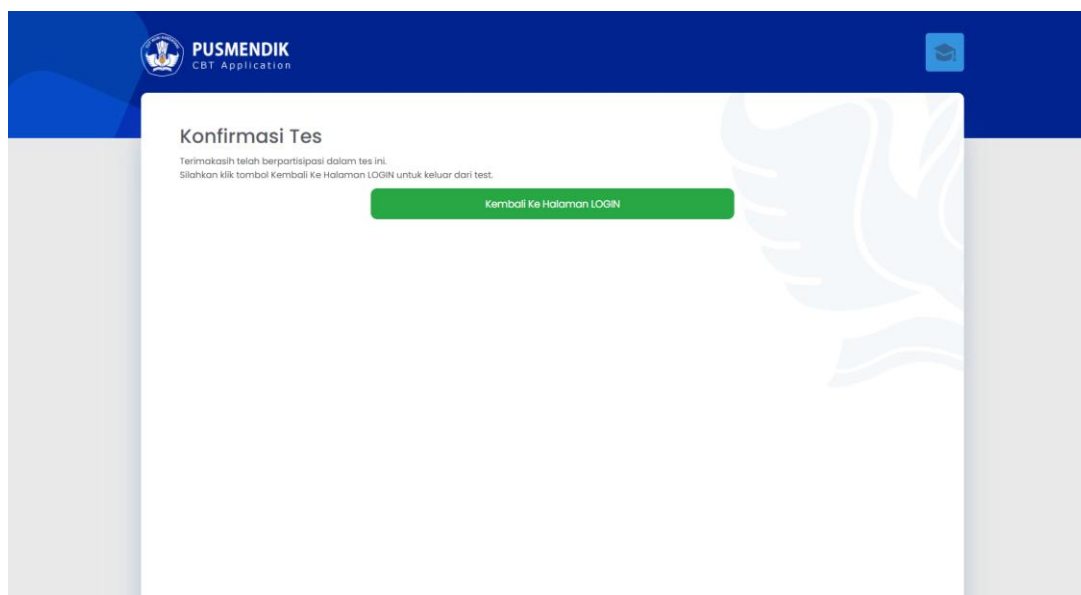 PUSMENDIK
CBT Application
Konfirmasi Tes
Terimakasih telah berpartisipasi dalam tes ini.
Silahkan klik tombol Kembali Ke Halaman LOGIN untuk keluar dari test.
Kembali Ke Halaman LOGIN